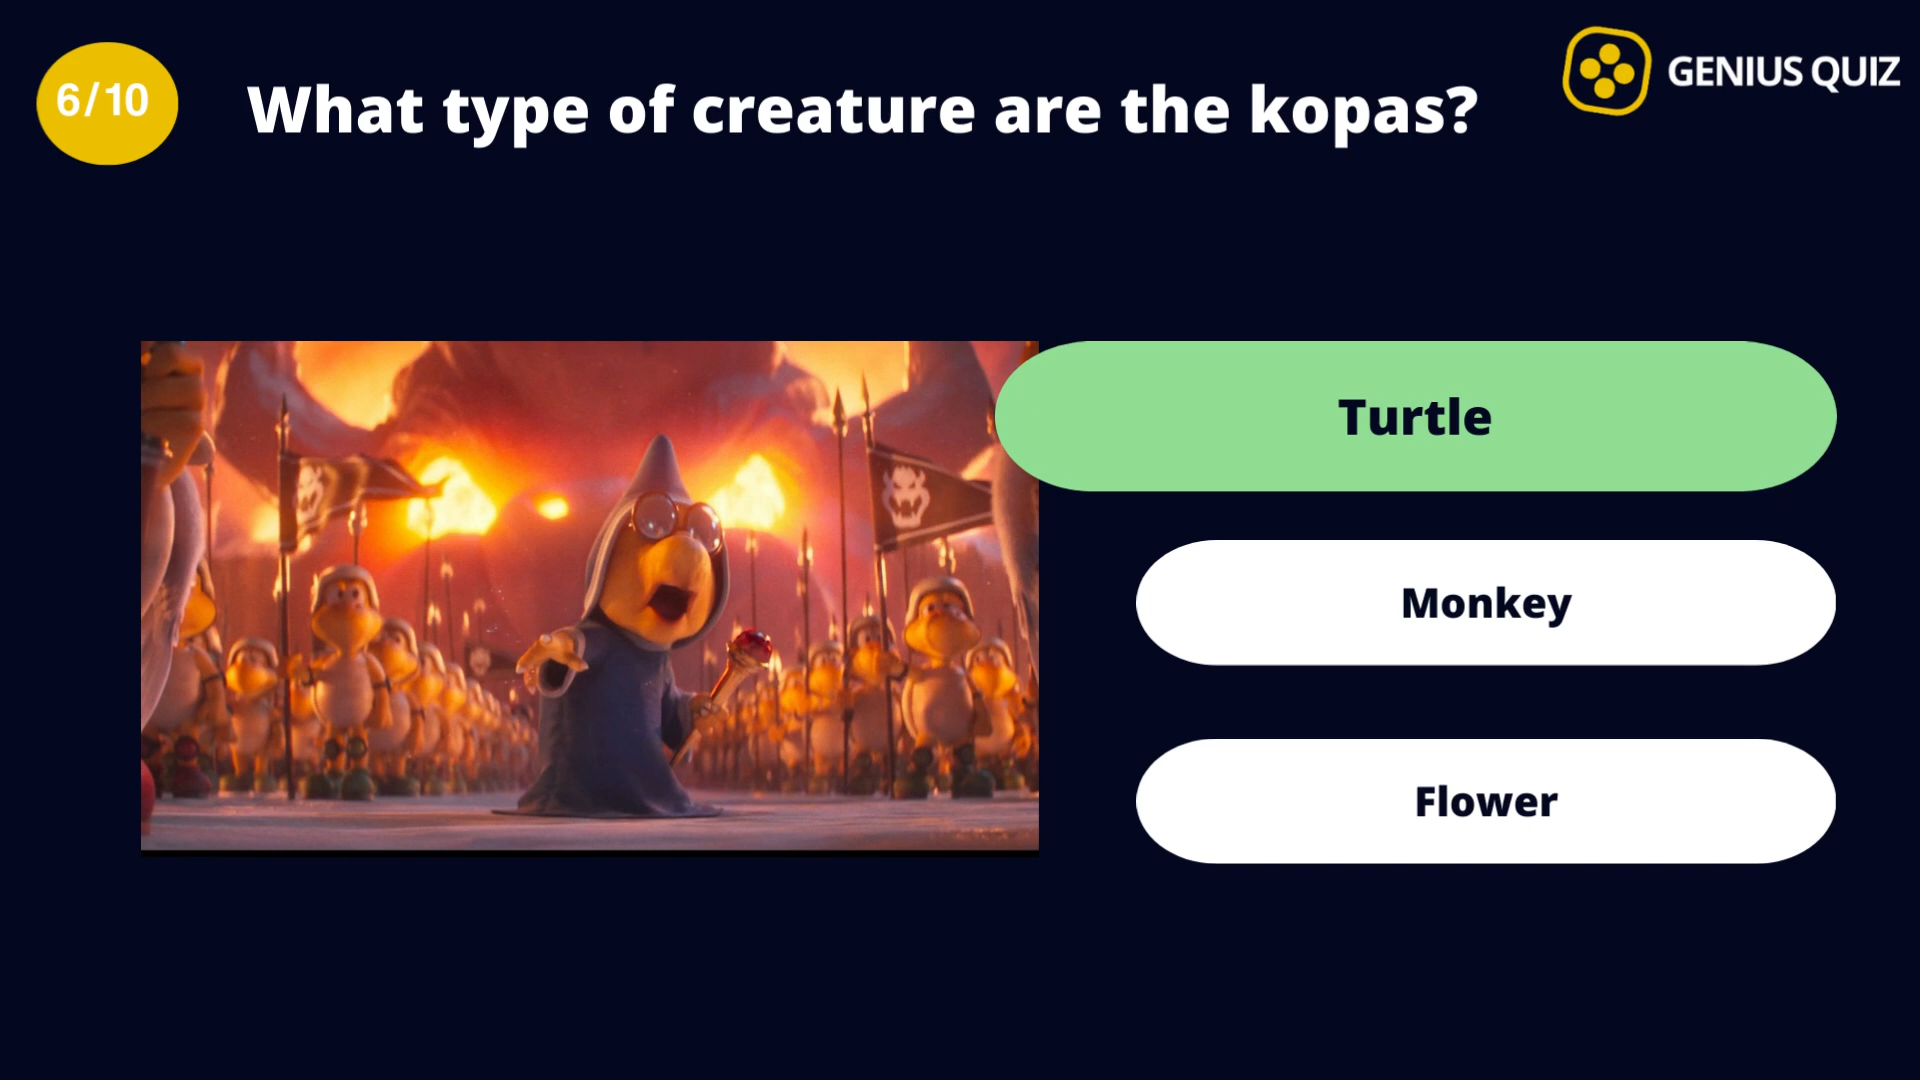 6/10
What type of creature are the kopas?
GENIUS QUIZ
Turtle
Monkey
Flower